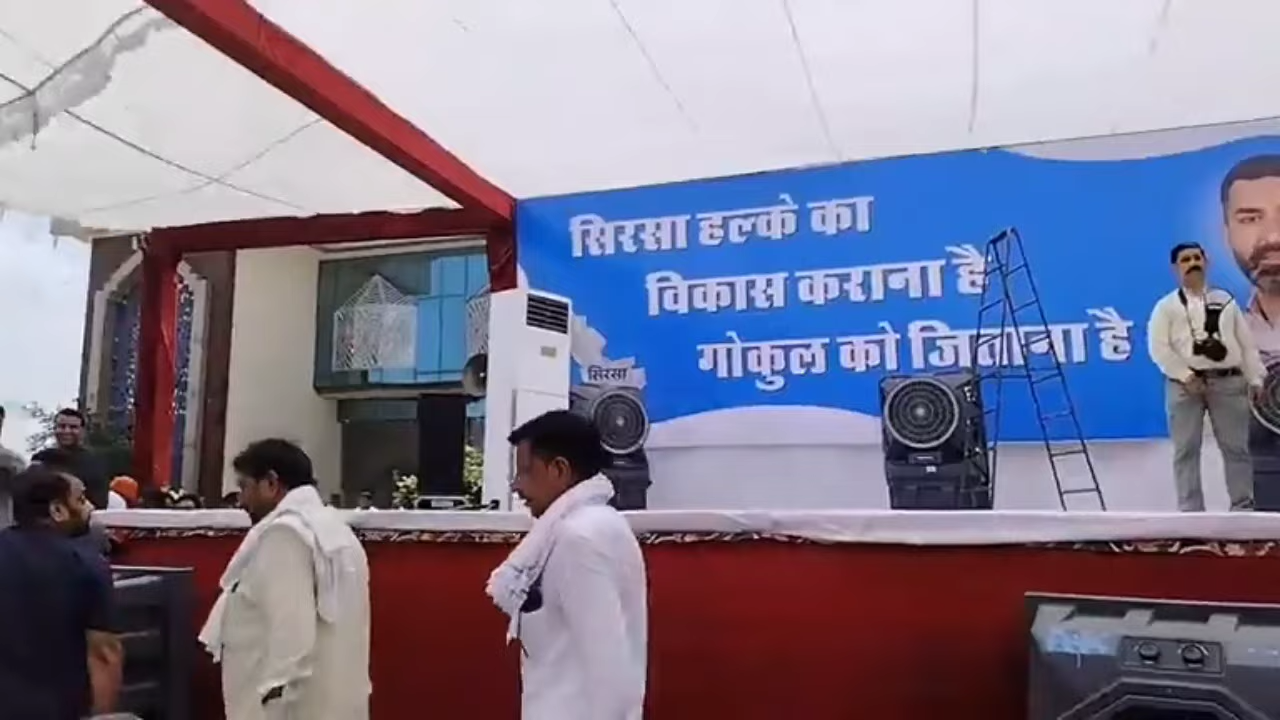 सिरसा हल्के का
विकास कराना है
गोकुल को जिताना है
सिरसा